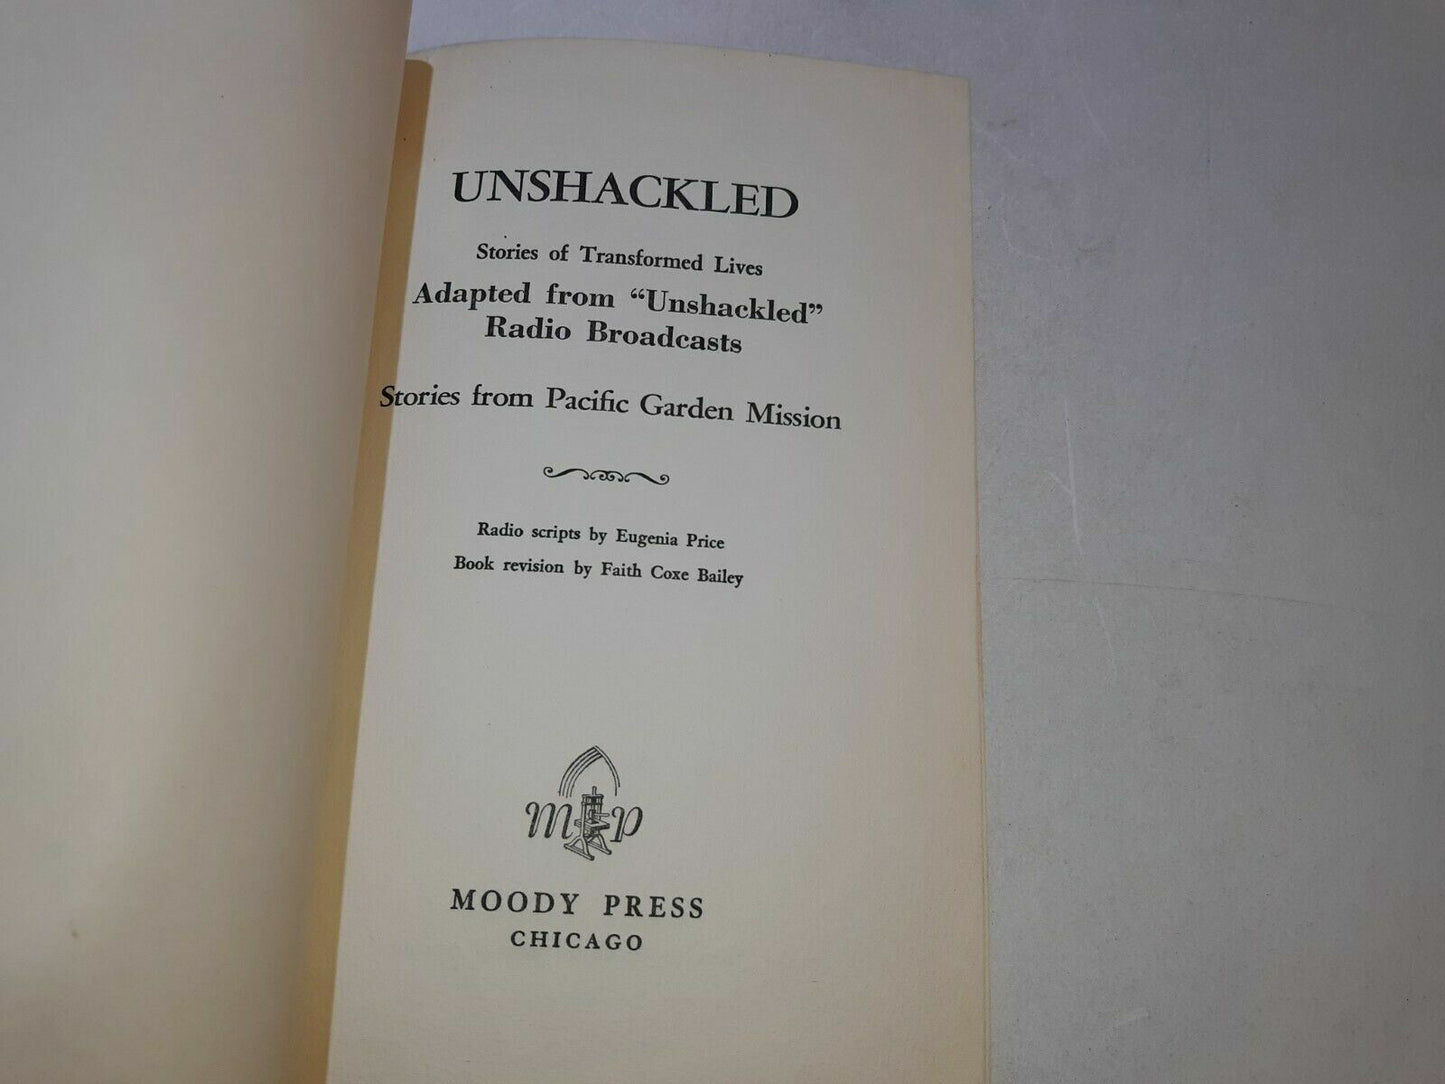 UNSHACKLED
Stories of Transformed Lives
Adapted from “Unshackled”
Radio Broadcasts
Stories from Pacific Garden Mission
Radio scripts by Eugenia Price
Book revision by Faith Coxe Bailey
m p
MOODY PRESS
CHICAGO